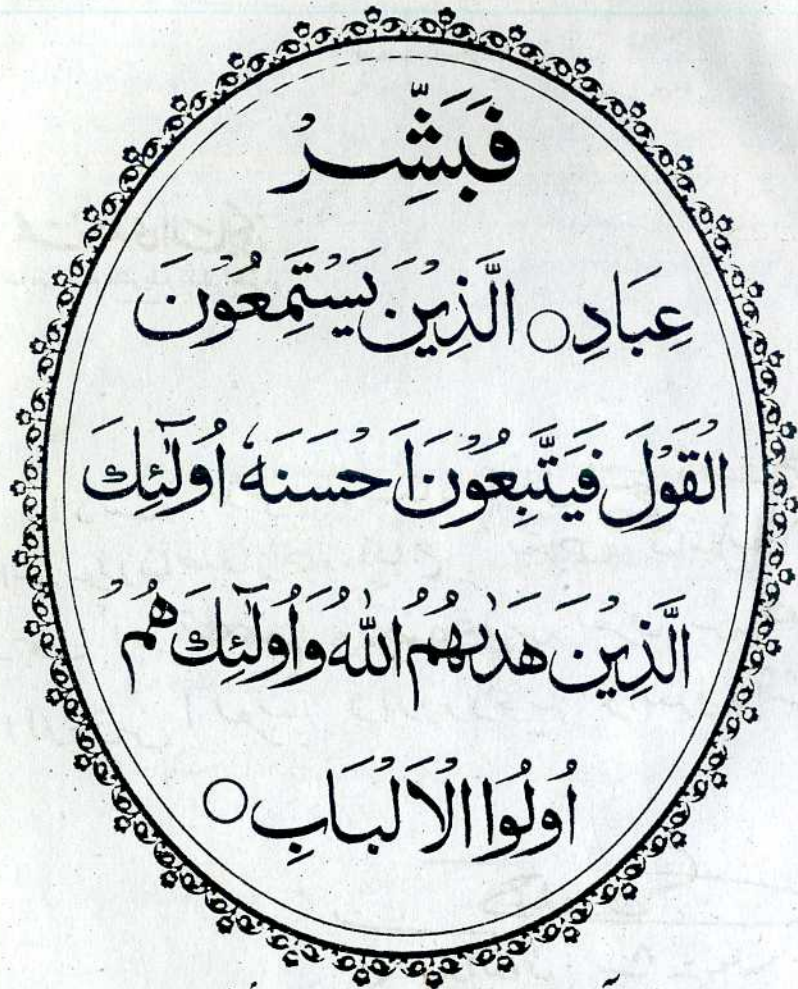 فَبَشِّرْ
عِبَادِ ○ الَّذِيْنَ يَسْتَمِعُوْنَ
الْقَوْلَ فَيَتَّبِعُوْنَ اَحْسَنَهٗ اُولٰٓئِكَ
الَّذِيْنَ هَدٰىهُمُ اللّٰهُ وَاُولٰٓئِكَ هُمْ
اُولُوا الْاَلْبَابِ ○